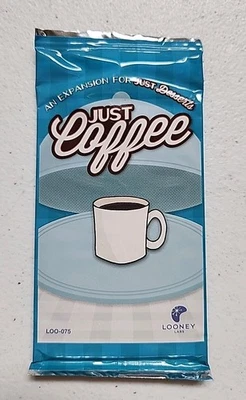 AN EXPANSION FOR JUST Desserts
JUST
Coffee
LOO-075
LOONEY
LABS